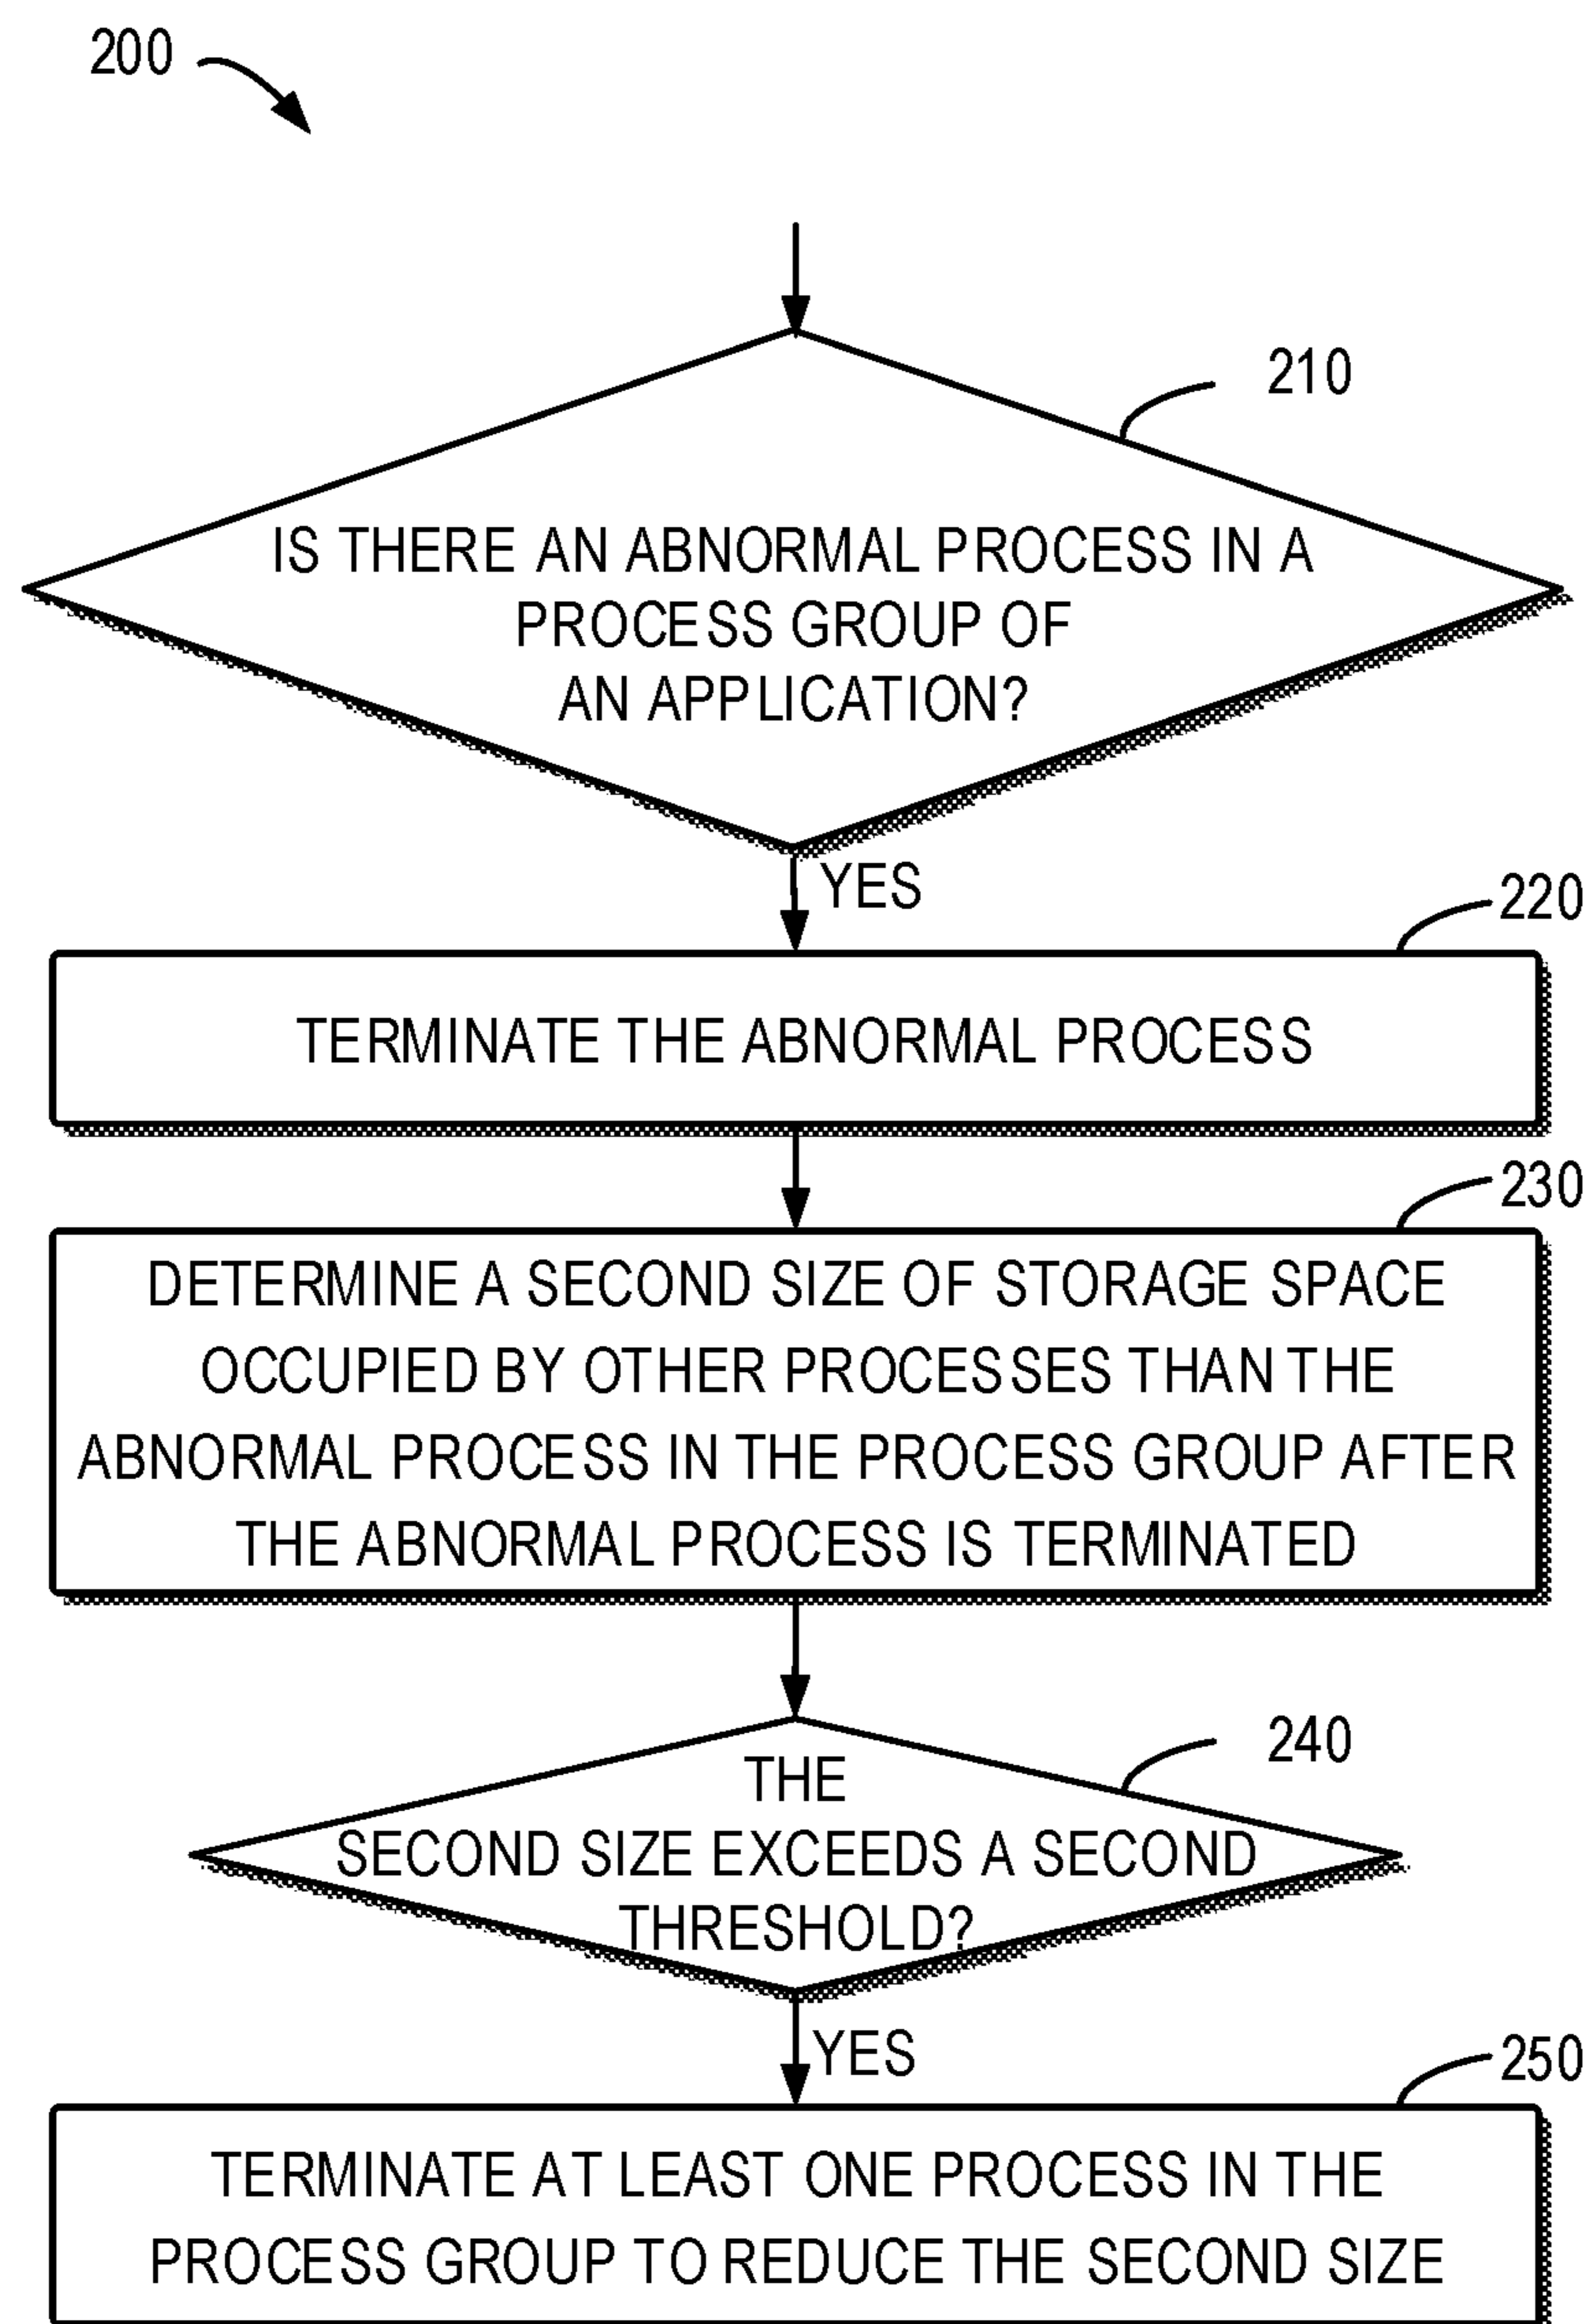 200
210
IS THERE AN ABNORMAL PROCESS IN A
PROCESS GROUP OF
AN APPLICATION?
YES
220
TERMINATE THE ABNORMAL PROCESS
230
DETERMINE A SECOND SIZE OF STORAGE SPACE
OCCUPIED BY OTHER PROCESSES THAN THE
ABNORMAL PROCESS IN THE PROCESS GROUP AFTER
THE ABNORMAL PROCESS IS TERMINATED
240
THE
SECOND SIZE EXCEEDS A SECOND
THRESHOLD?
YES
250
TERMINATE AT LEAST ONE PROCESS IN THE
PROCESS GROUP TO REDUCE THE SECOND SIZE